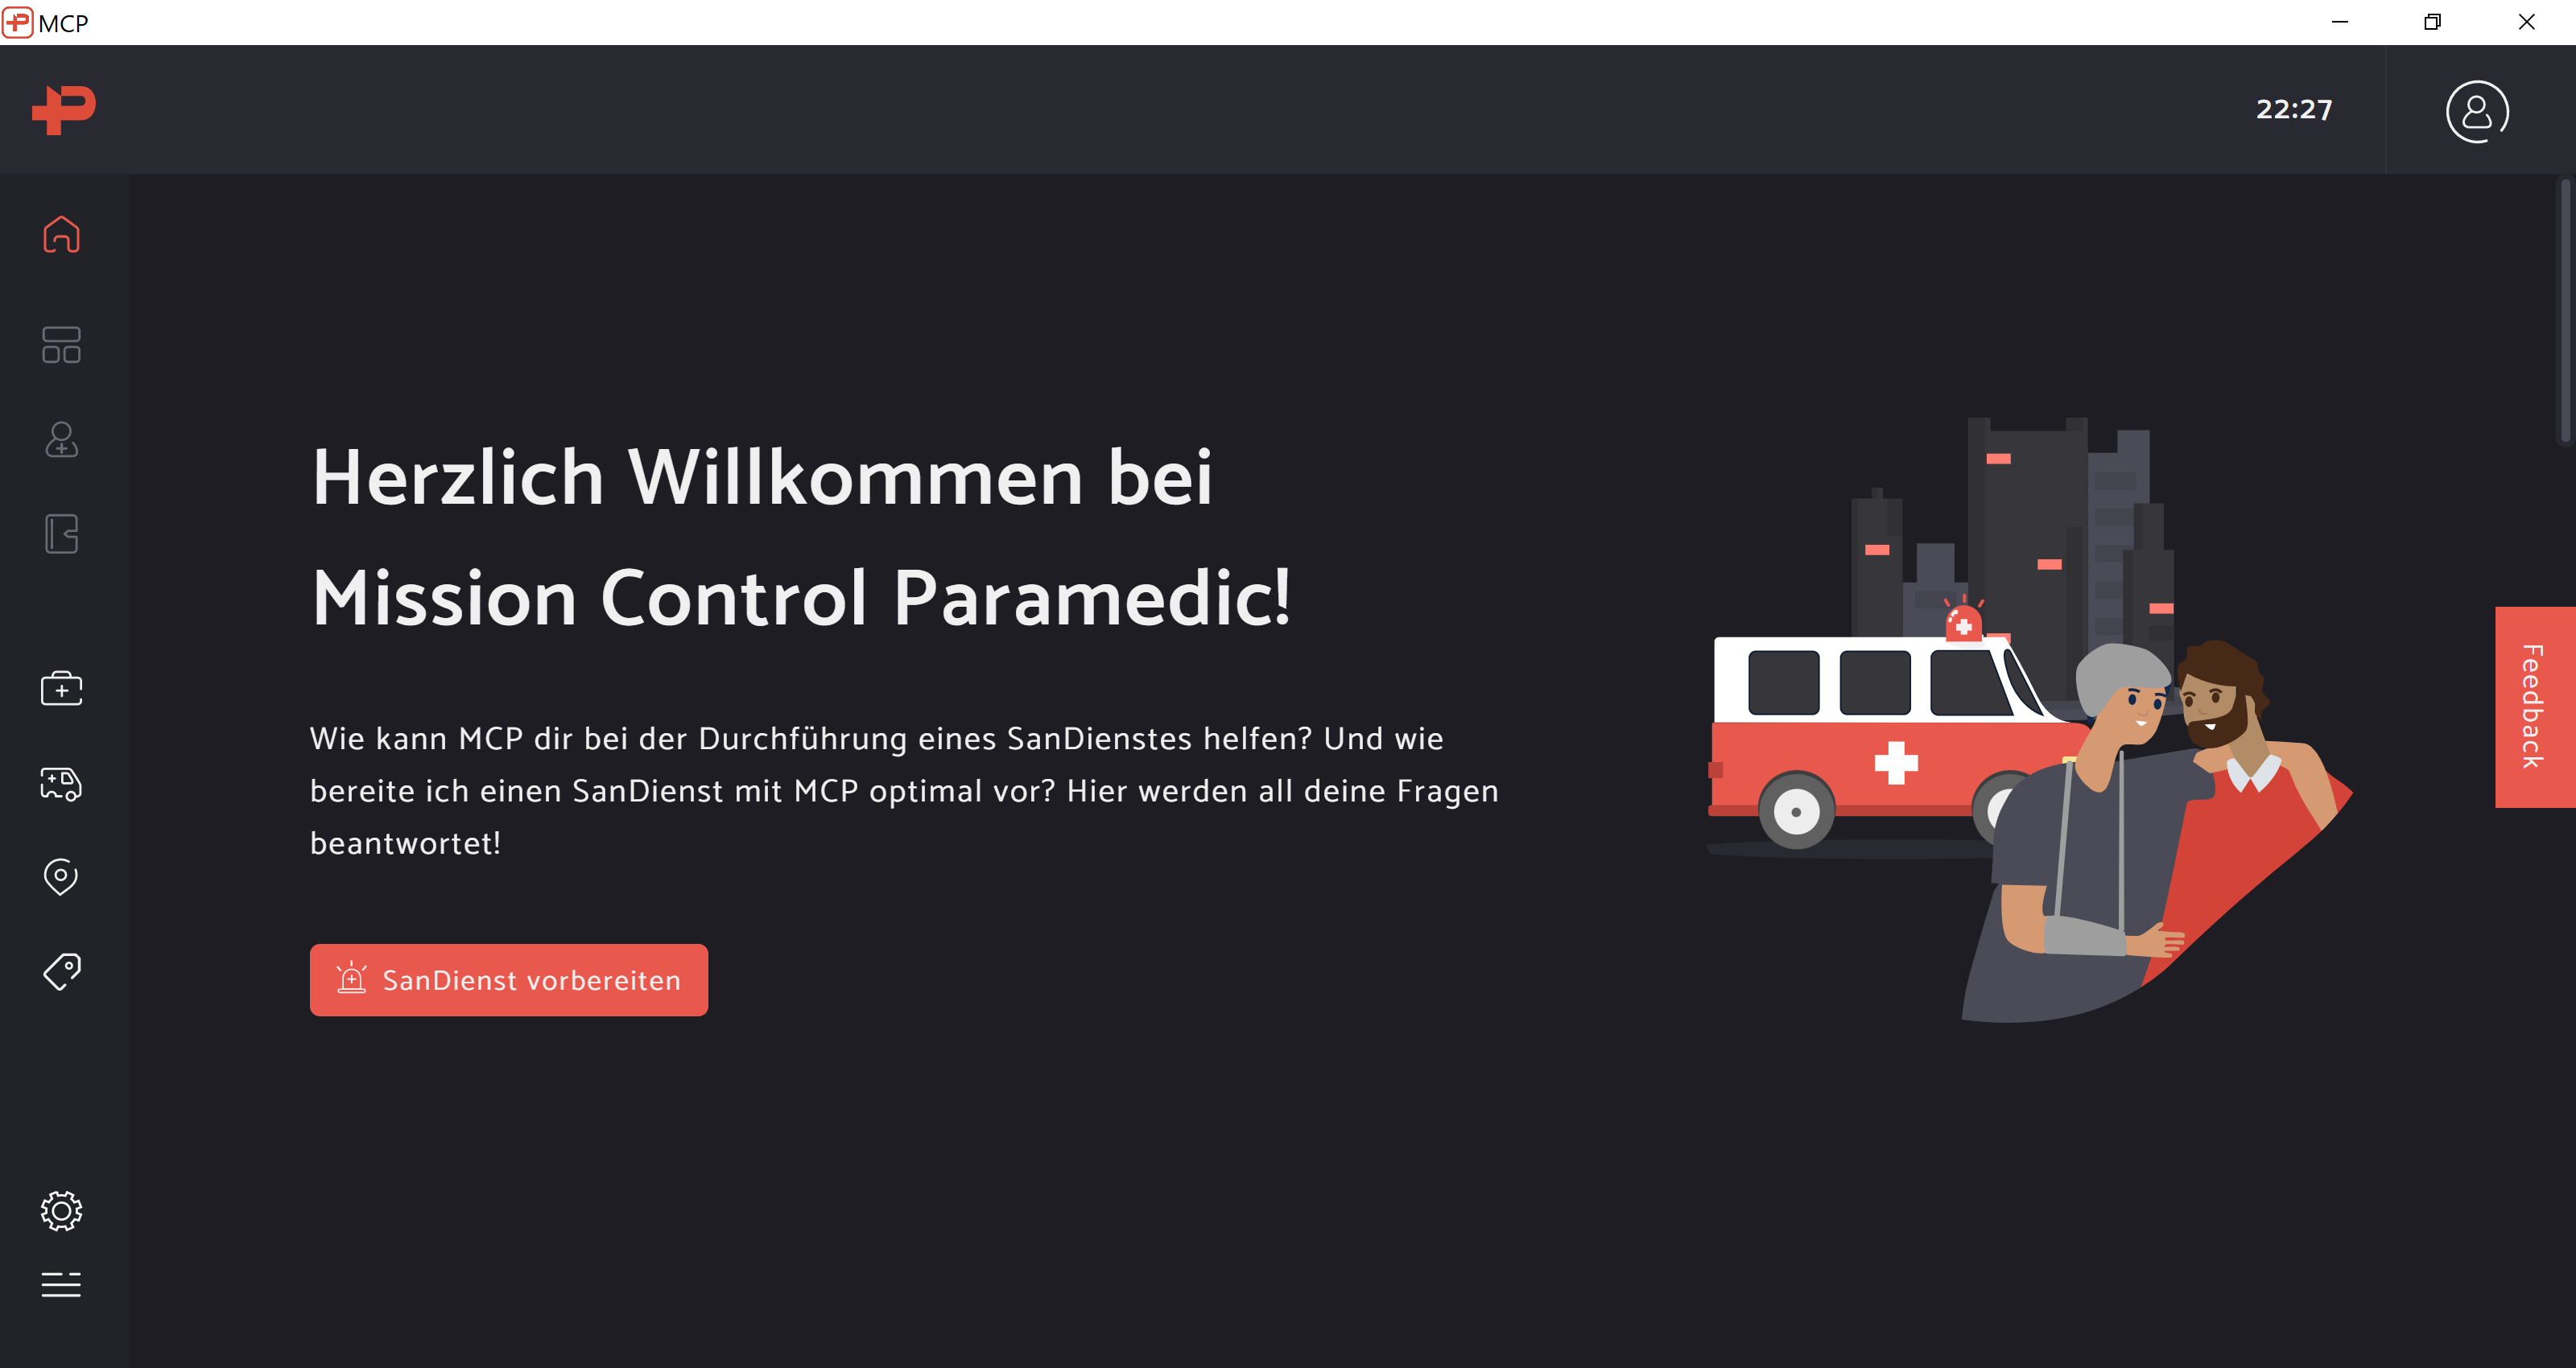 MCP
22:27
Herzlich Willkommen bei
Mission Control Paramedic!
Wie kann MCP dir bei der Durchführung eines SanDienstes helfen? Und wie
bereite ich einen SanDienst mit MCP optimal vor? Hier werden all deine Fragen
beantwortet!
SanDienst vorbereiten
Feedback